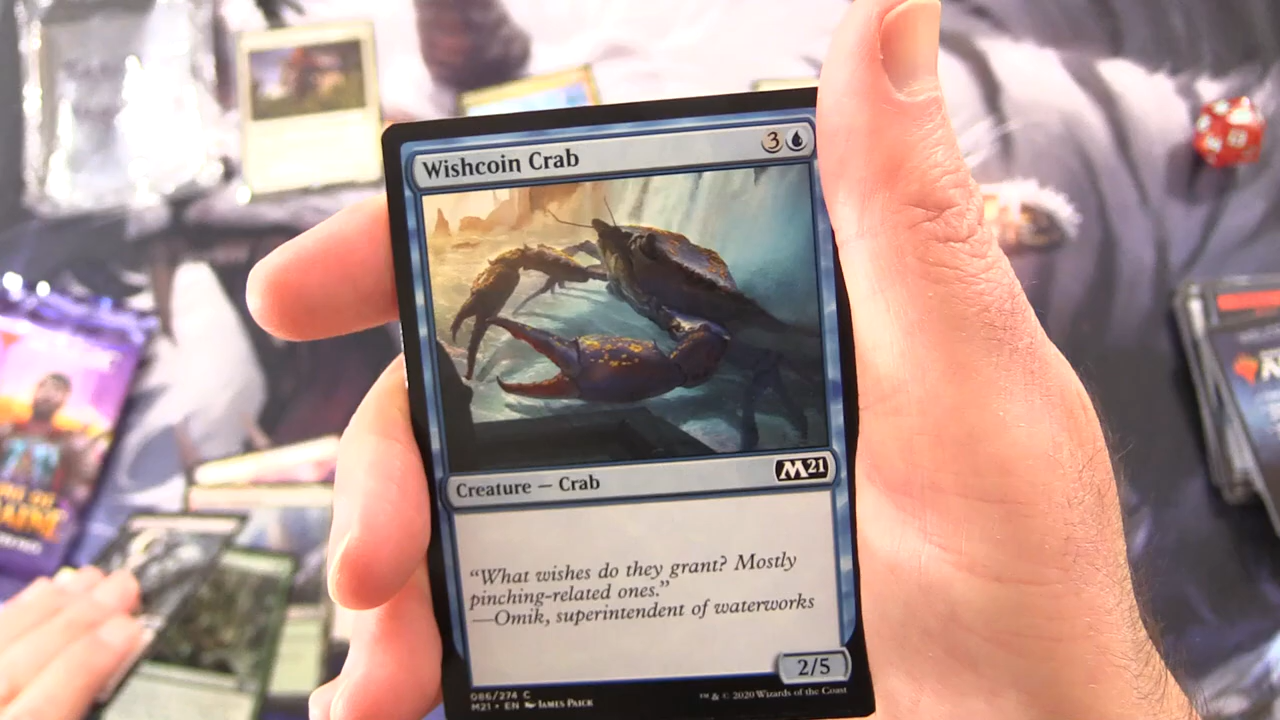 Wishcoin Crab
3
Creature — Crab
M21
“What wishes do they grant? Mostly
pinching-related ones.”
—Omik, superintendent of waterworks
2/5
086/274 C
M21 • EN James Paick
™ & © 2020 Wizards of the Coast